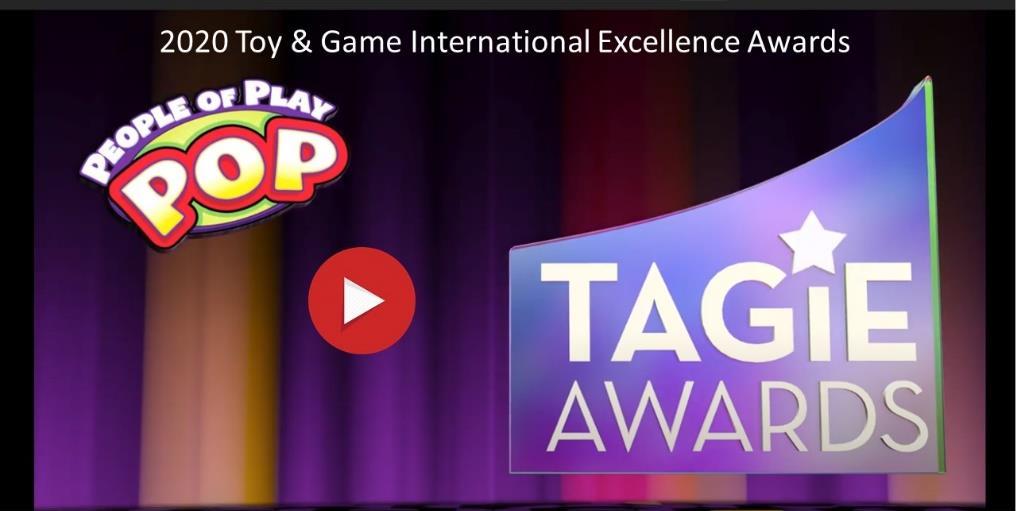 2020 Toy & Game International Excellence Awards
PEOPLE OF PLAY
POP
TAGiE
AWARDS